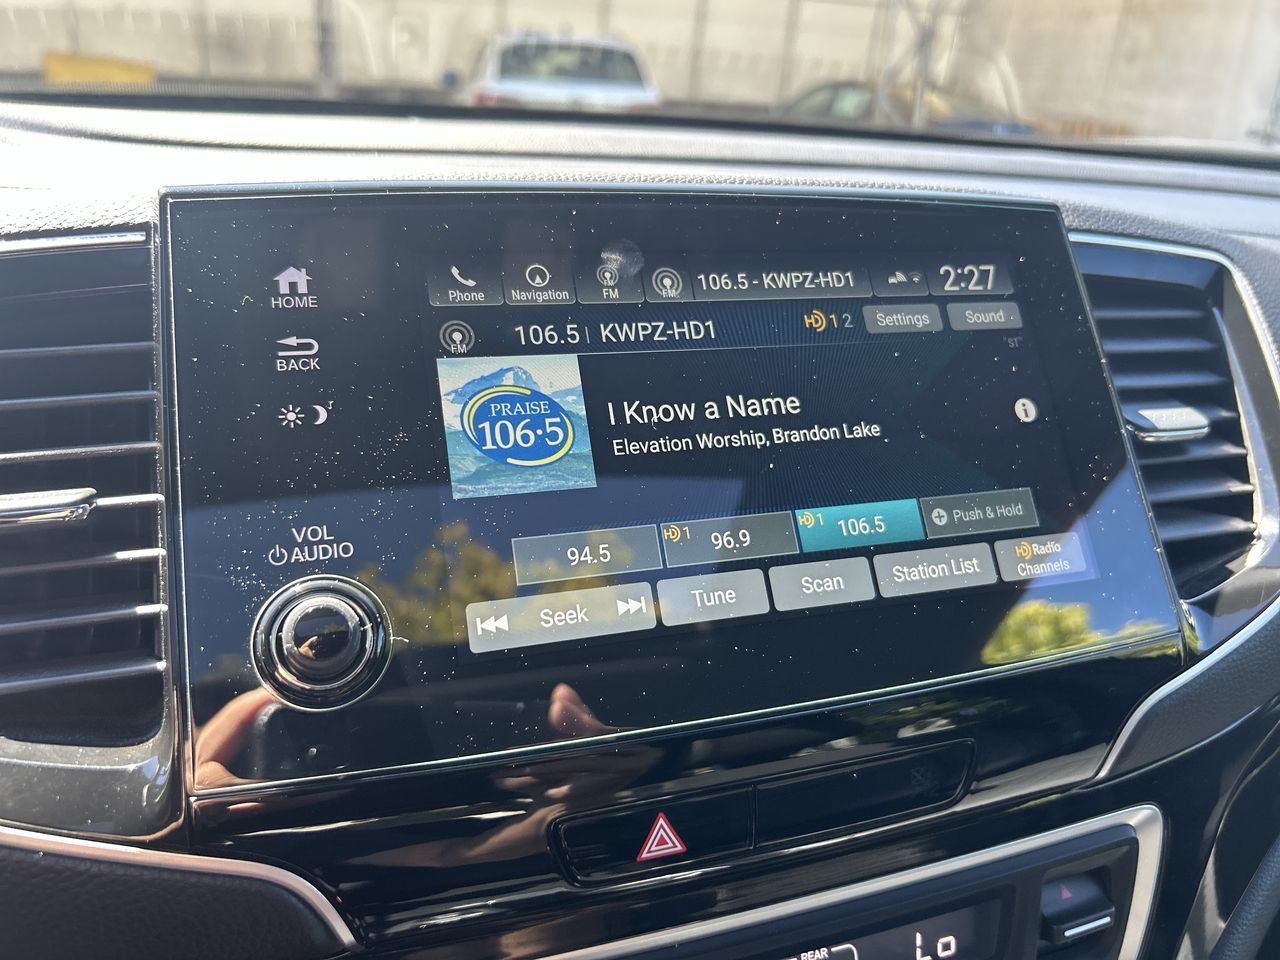 HOME
BACK
VOL
AUDIO
Phone
Navigation
FM
FM
106.5 - KWPZ-HD1
2:27
FM
106.5 | KWPZ-HD1
HD 1 2
Settings
Sound
"ST"
PRAISE
106.5
I Know a Name
Elevation Worship, Brandon Lake
i
94.5
HD 1 96.9
HD 1 106.5
+ Push & Hold
Seek
Tune
Scan
Station List
HD Radio
Channels
REAR
Lo